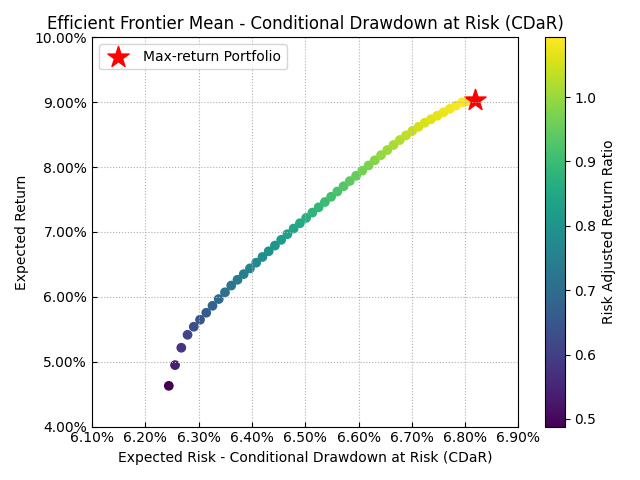 Efficient Frontier Mean - Conditional Drawdown at Risk (CDaR)
Max-return Portfolio
Expected Return
10.00%
9.00%
8.00%
7.00%
6.00%
5.00%
4.00%
6.10% 6.20% 6.30% 6.40% 6.50% 6.60% 6.70% 6.80% 6.90%
Expected Risk - Conditional Drawdown at Risk (CDaR)
1.0
0.9
0.8
0.7
0.6
0.5
Risk Adjusted Return Ratio